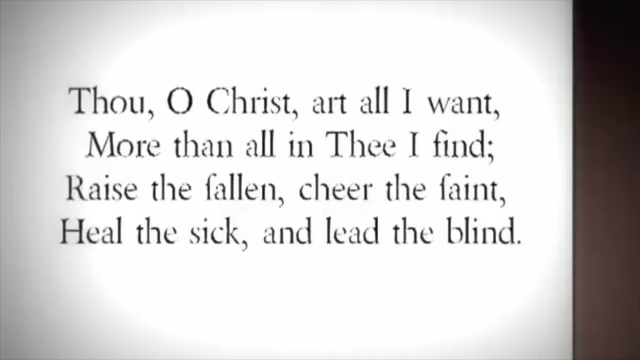 Thou, O Christ, art all I want,
More than all in Thee I find;
Raise the fallen, cheer the faint,
Heal the sick, and lead the blind.